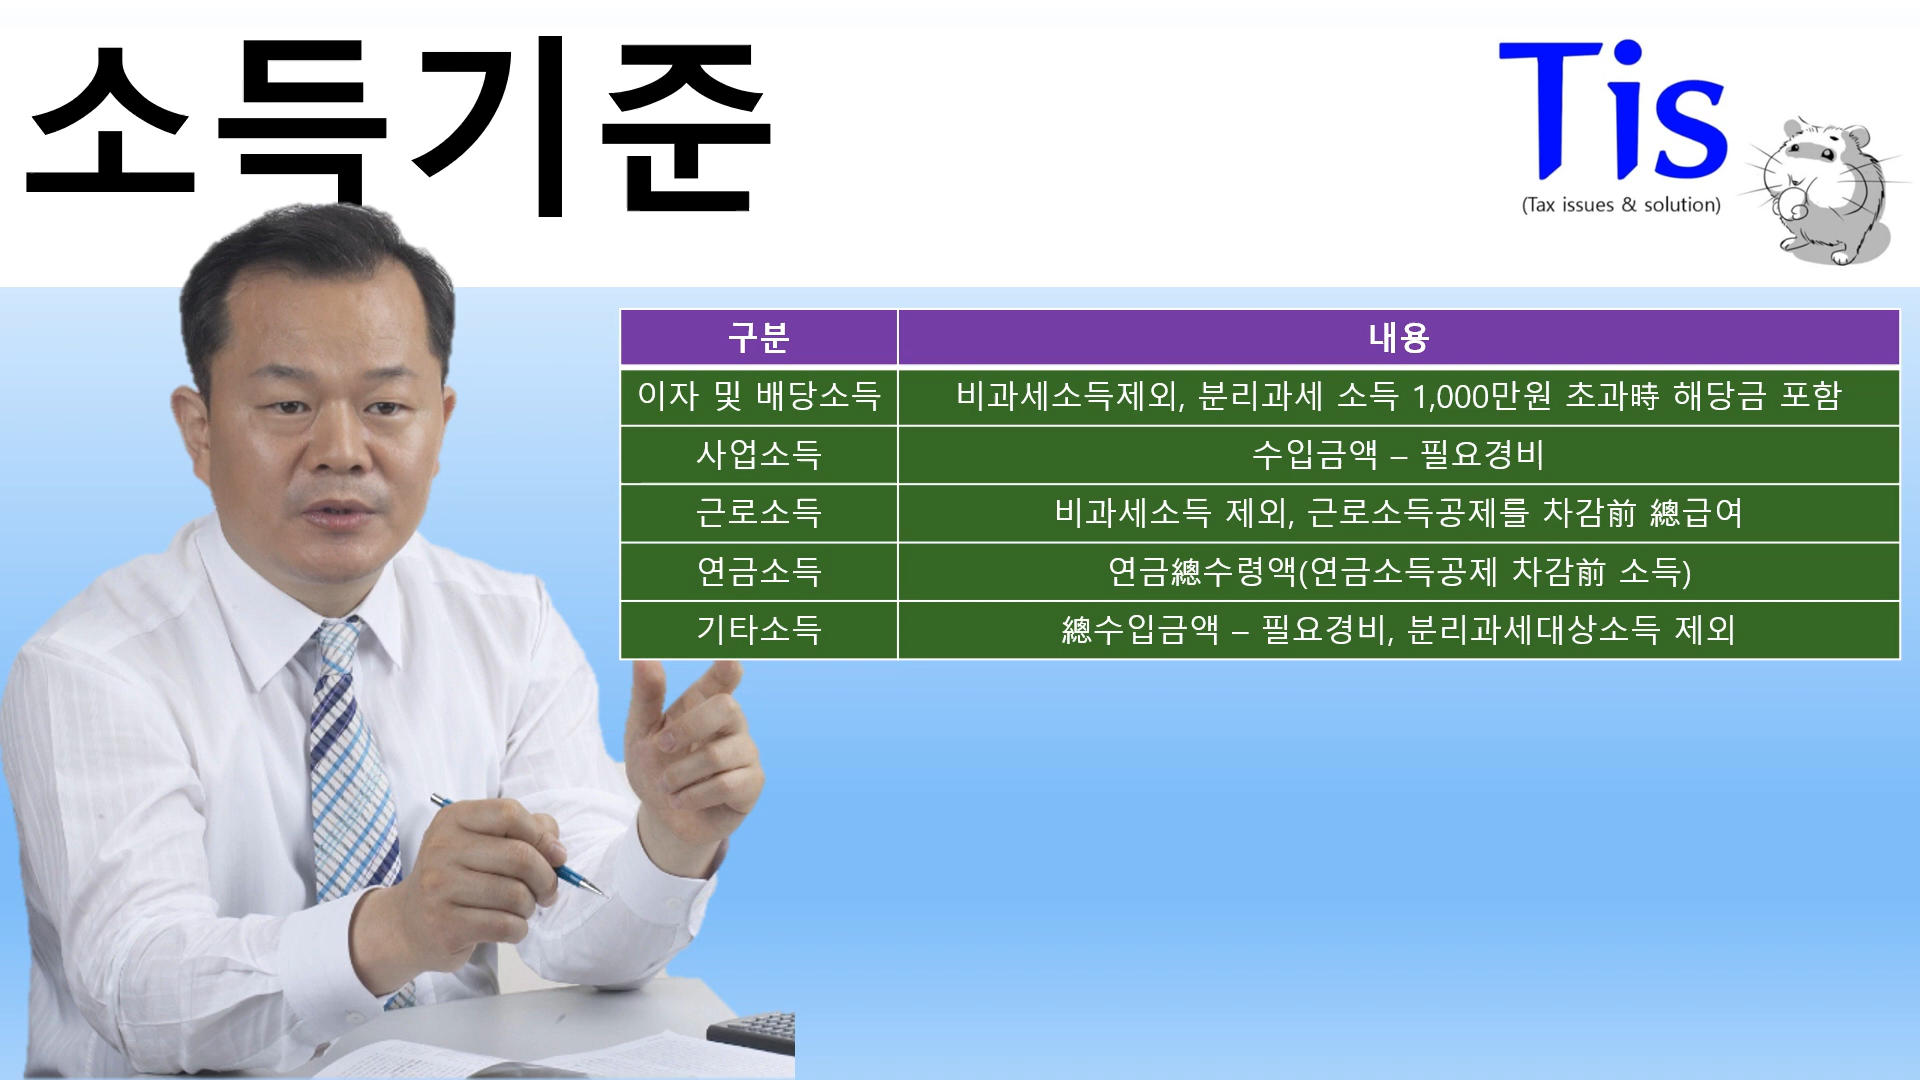 소득기준
Tis
(Tax issues & solution)
구분 내용
이자 및 배당소득 비과세소득제외, 분리과세 소득 1,000만원 초과時 해당금 포함
사업소득 수입금액 – 필요경비
근로소득 비과세소득 제외, 근로소득공제를 차감前 總급여
연금소득 연금總수령액(연금소득공제 차감前 소득)
기타소득 總수입금액 – 필요경비, 분리과세대상소득 제외